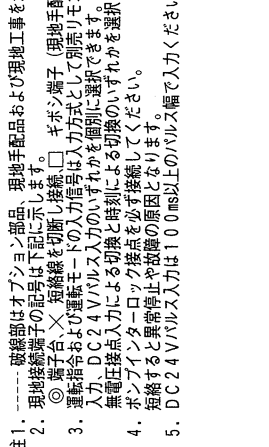 注1. ----- 破線部はオプション部品、現地手配品および現地工事を
2. 現地接続端子の記号は下記に示します。
◎ 端子台、× 短絡線を切断し接続、□ ギボシ端子 (現地手配
3. 運転指令および運転モードの入力信号は入力方式として別売リモ
入力、DC24Vパルス入力のいずれかを個別に選択できます。
無電圧接点入力による切換と時刻による切換のいずれかを選択
4. ポンプインターロック接点を必ず接続してください。
短絡すると異常停止や故障の原因となります。
5. DC24Vパルス入力は100ms以上のパルス幅で入力くださ